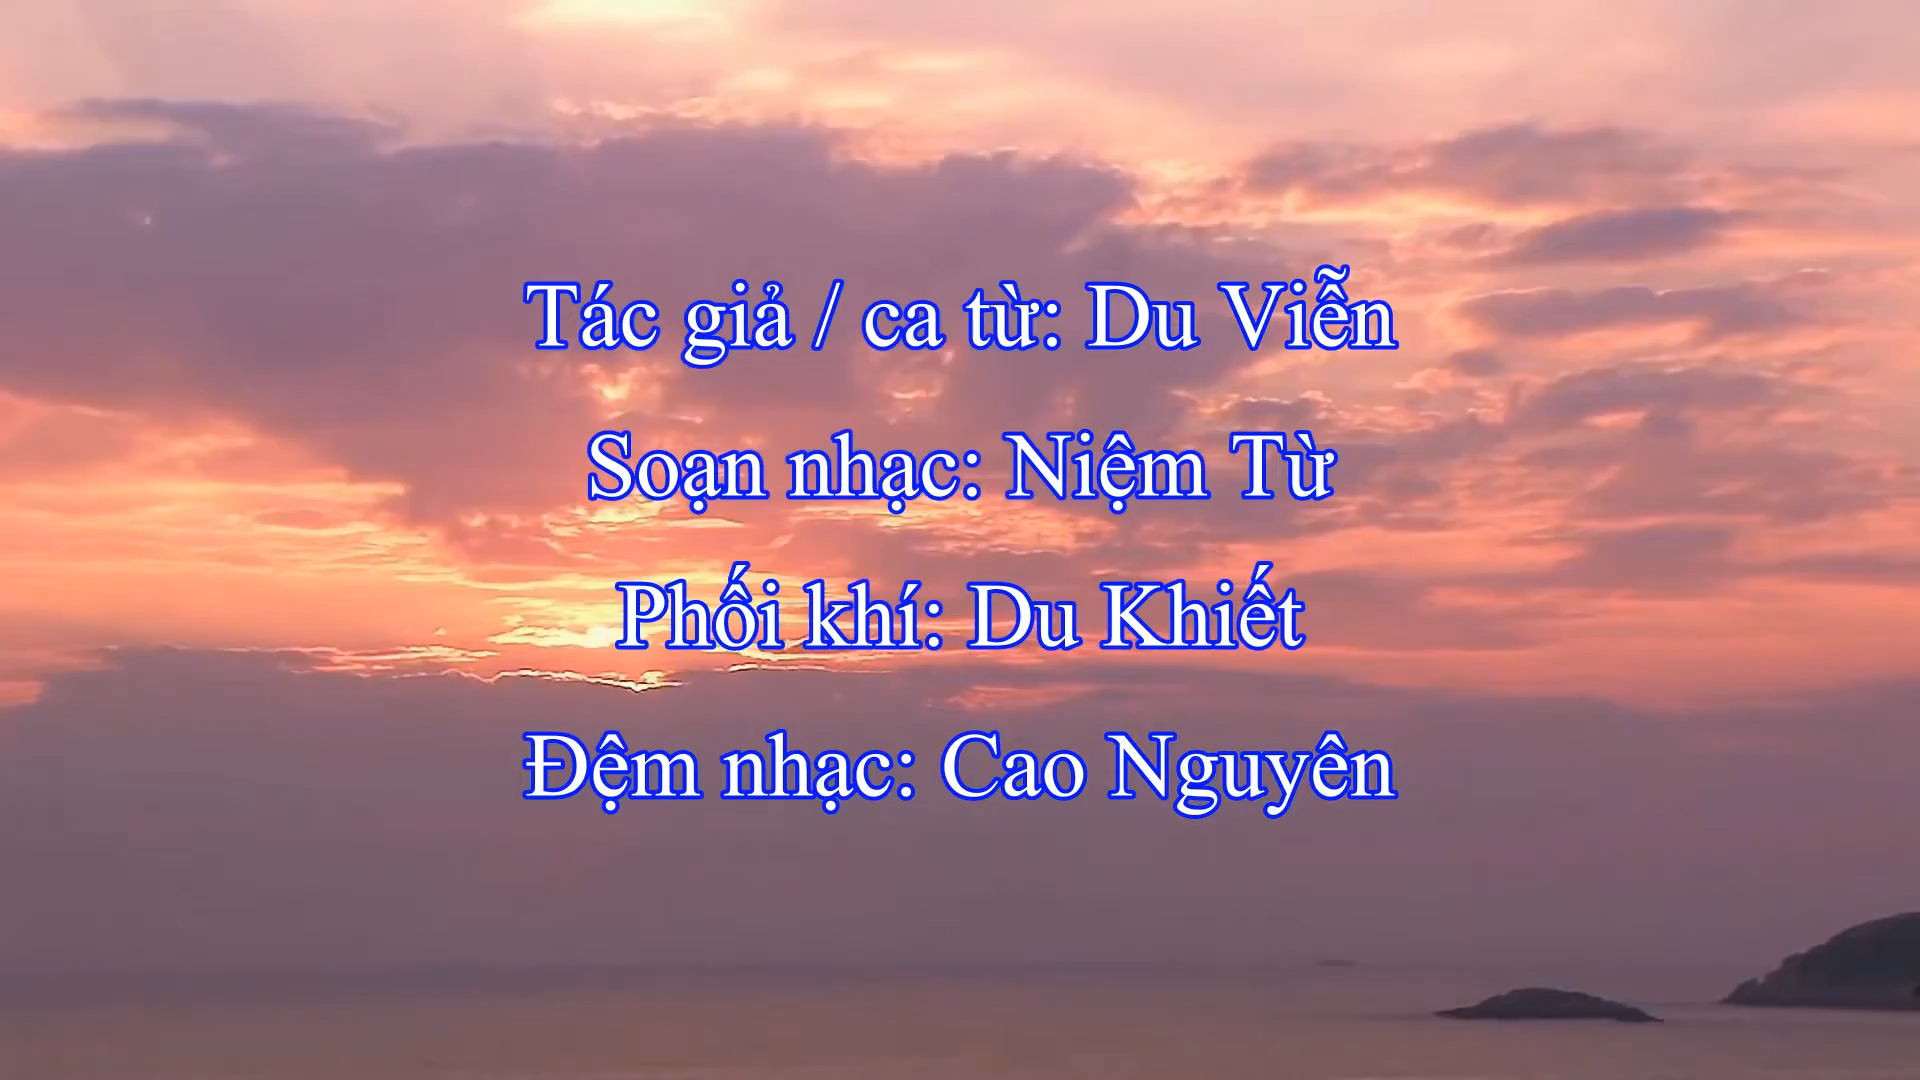 Tác giả / ca từ: Du Viễn
Soạn nhạc: Niệm Từ
Phối khí: Du Khiết
Đệm nhạc: Cao Nguyên